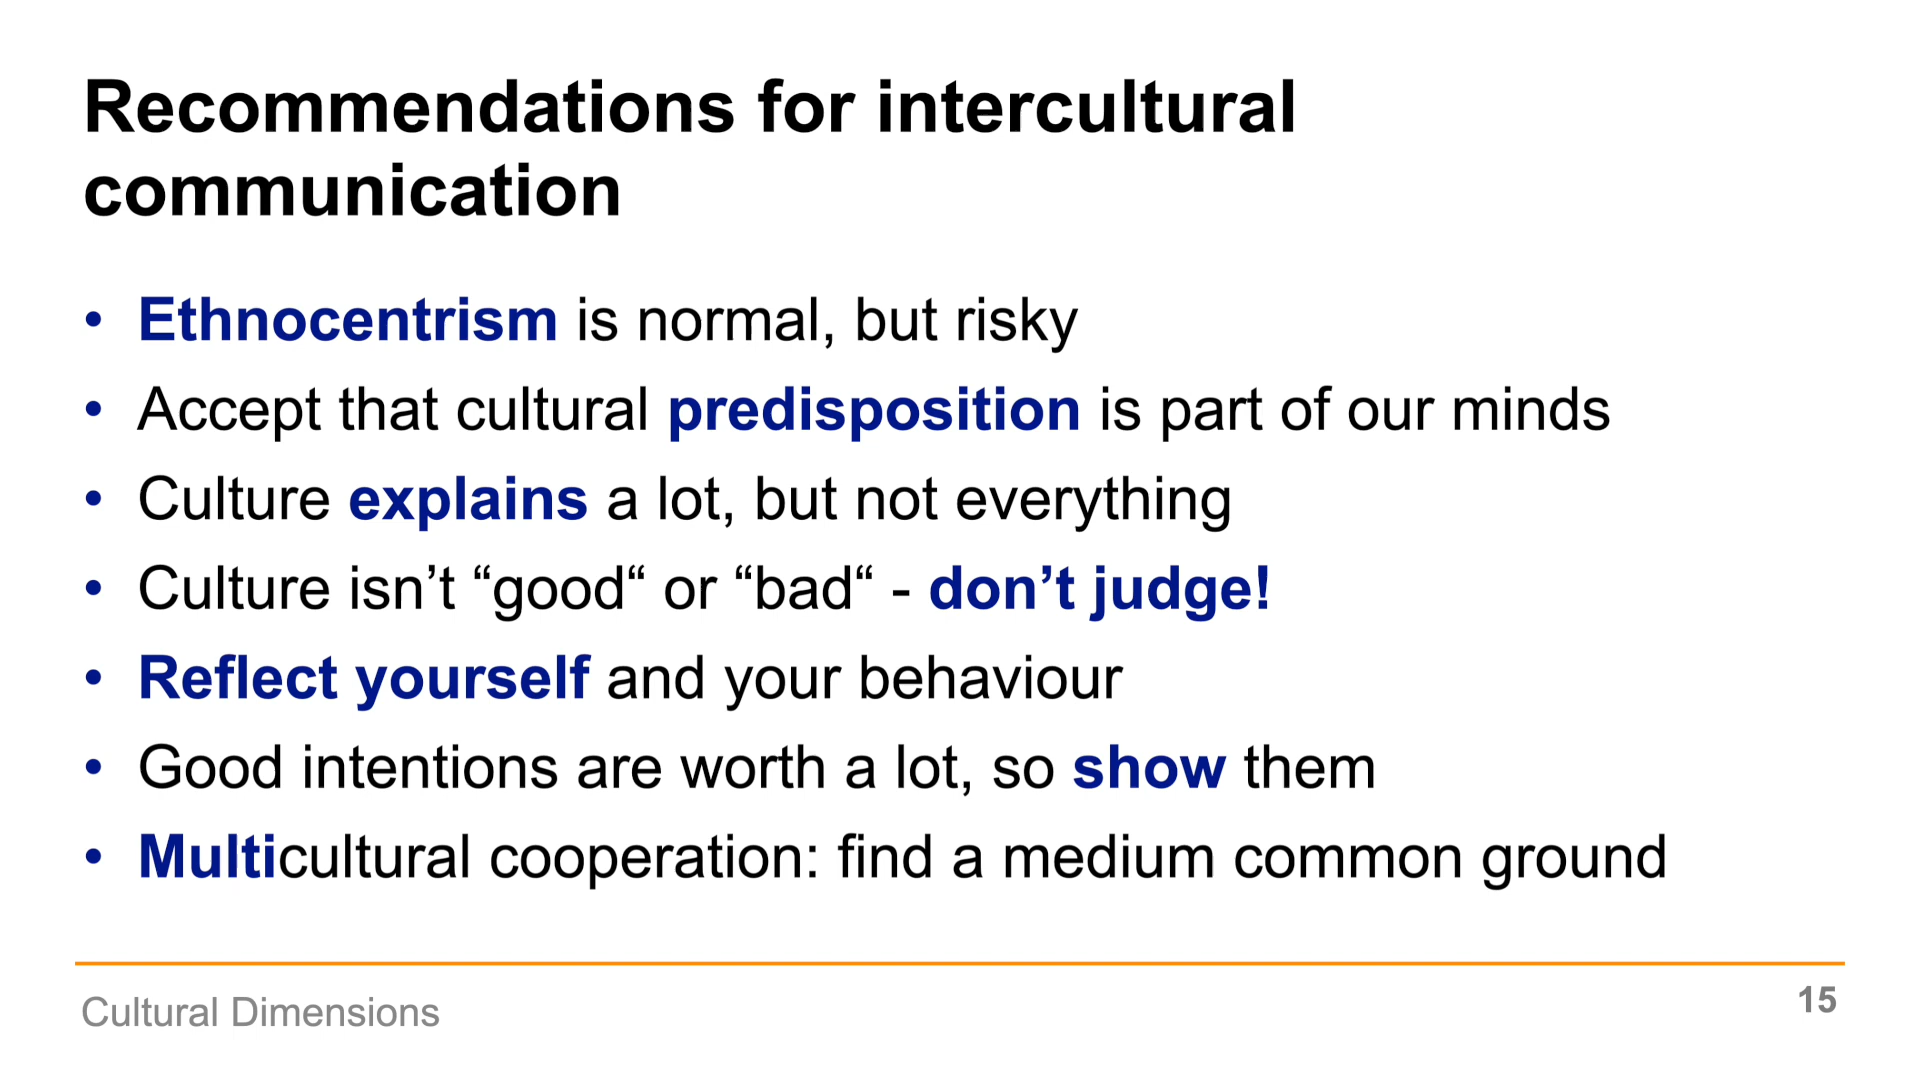 Recommendations for intercultural
communication
• Ethnocentrism is normal, but risky
• Accept that cultural predisposition is part of our minds
• Culture explains a lot, but not everything
• Culture isn’t “good“ or “bad“ - don’t judge!
• Reflect yourself and your behaviour
• Good intentions are worth a lot, so show them
• Multicultural cooperation: find a medium common ground
Cultural Dimensions
15